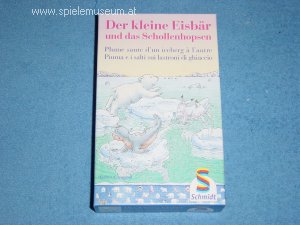 www.spielemuseum.at
Der kleine Eisbär
und das Schollenhopsen
Plume saute d'un iceberg à l'autre
Piuma e i salti sui lastroni di ghiaccio
S
Schmidt